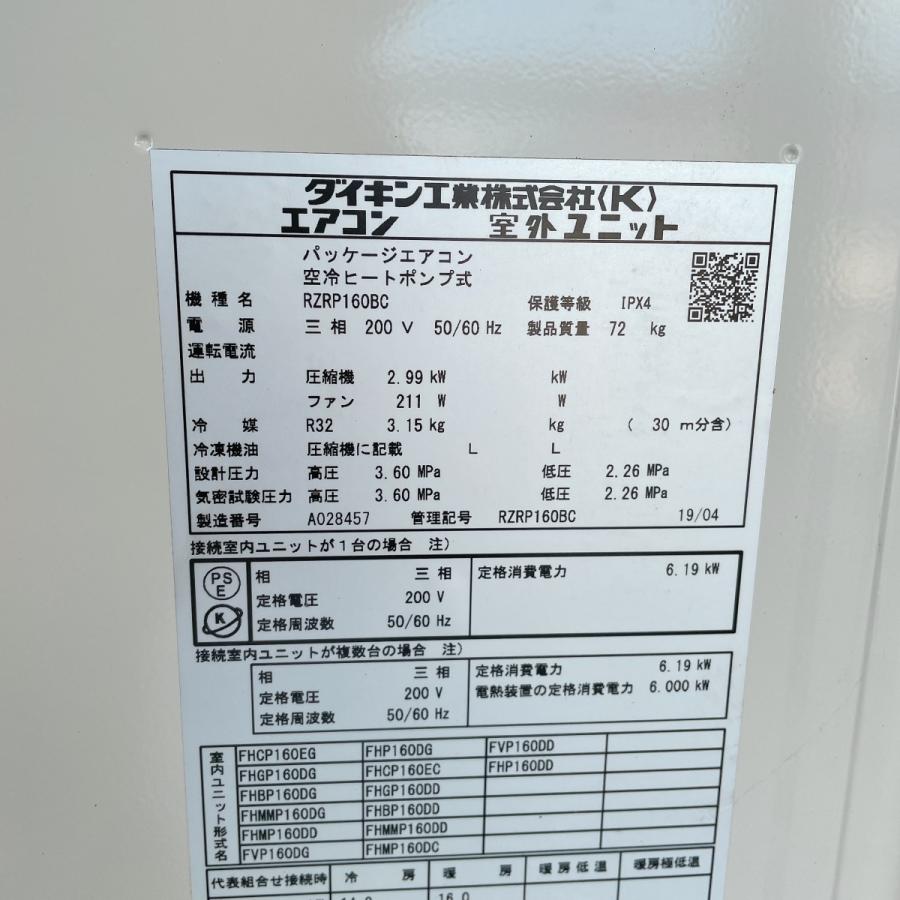 ダイキン工業株式会社〈K〉
エアコン 室外ユニット
パッケージエアコン
空冷ヒートポンプ式
機種名 RZRP160BC 保護等級 IPX4
電源 三相 200 V 50/60 Hz 製品質量 72 kg
運転電流
出力 圧縮機 2.99 kW kW
ファン 211 W W
冷媒 R32 3.15 kg kg ( 30 m分含)
冷凍機油 圧縮機に記載 L L
設計圧力 高圧 3.60 MPa 低圧 2.26 MPa
気密試験圧力 高圧 3.60 MPa 低圧 2.26 MPa
製造番号 A028457 管理記号 RZRP160BC 19/04
接続室内ユニットが1台の場合 注)
PS
E
K
相 三相 定格消費電力 6.19 kW
定格電圧 200 V
定格周波数 50/60 Hz
接続室内ユニットが複数台の場合 注)
相 三相 定格消費電力 6.19 kW
定格電圧 200 V 電熱装置の定格消費電力 6.000 kW
定格周波数 50/60 Hz
室内ユニット形式名
FHCP160EG FHP160DG FVP160DD
FHGP160DG FHCP160EC FHP160DD
FHBP160DG FHGP160DD
FHMMP160DG FHBP160DD
FHMP160DD FHMMP160DD
FVP160DG FHMP160DC
代表組合せ接続時 冷房 暖房 暖房低温 暖房極低温
16.0